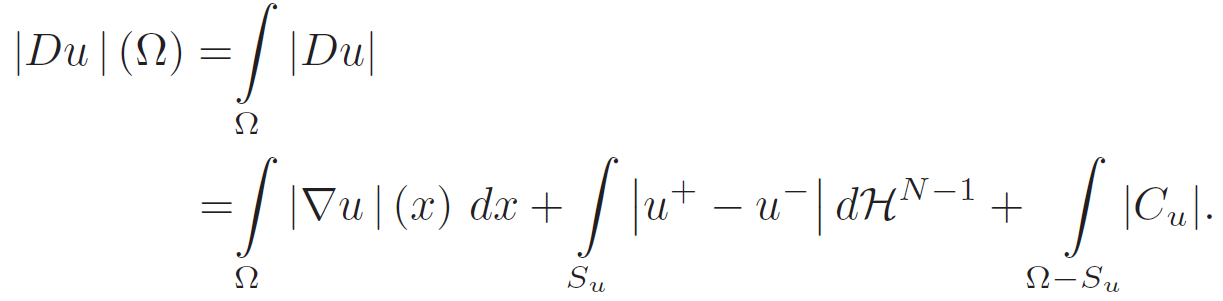 |Du|(Ω) = ∫_Ω |Du|
= ∫_Ω |∇u|(x) dx + ∫_{S_u} |u⁺ − u⁻| dℋ^{N−1} + ∫_{Ω−S_u} |C_u|.